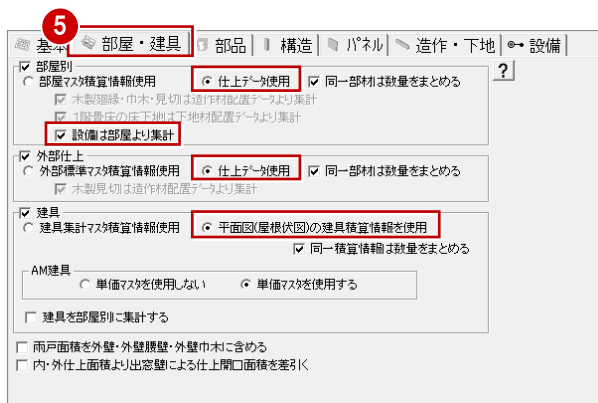 5
基本 部屋・建具 部品 構造 パネル 造作・下地 設備
部屋別
部屋マスタ積算情報使用 仕上データ使用 同一部材は数量をまとめる ?
木製廻縁・巾木・見切は造作材配置データより集計
1階畳床の床下地は下地材配置データより集計
設備は部屋より集計
外部仕上
外部標準マスタ積算情報使用 仕上データ使用 同一部材は数量をまとめる
木製見切は造作材配置データより集計
建具
建具集計マスタ積算情報使用 平面図(屋根伏図)の建具積算情報を使用
同一積算情報は数量をまとめる
AM建具
単価マスタを使用しない 単価マスタを使用する
建具を部屋別に集計する
雨戸面積を外壁・外壁腰壁・外壁巾木に含める
内・外仕上面積より出窓壁による仕上開口面積を差引く